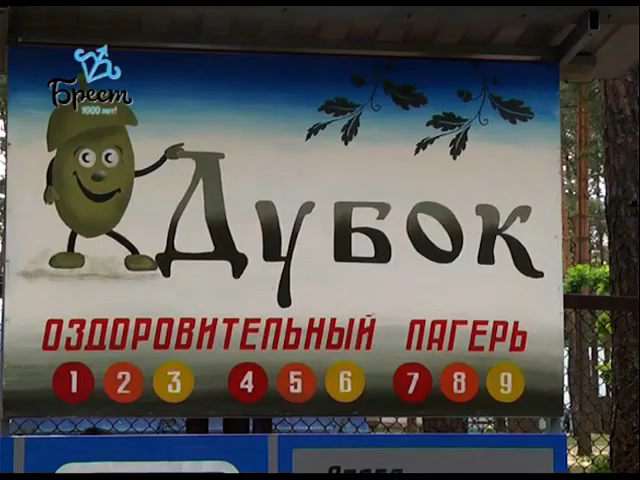 Брест
1000 лет!
Дубок
ОЗДОРОВИТЕЛЬНЫЙ ЛАГЕРЬ
1 2 3 4 5 6 7 8 9